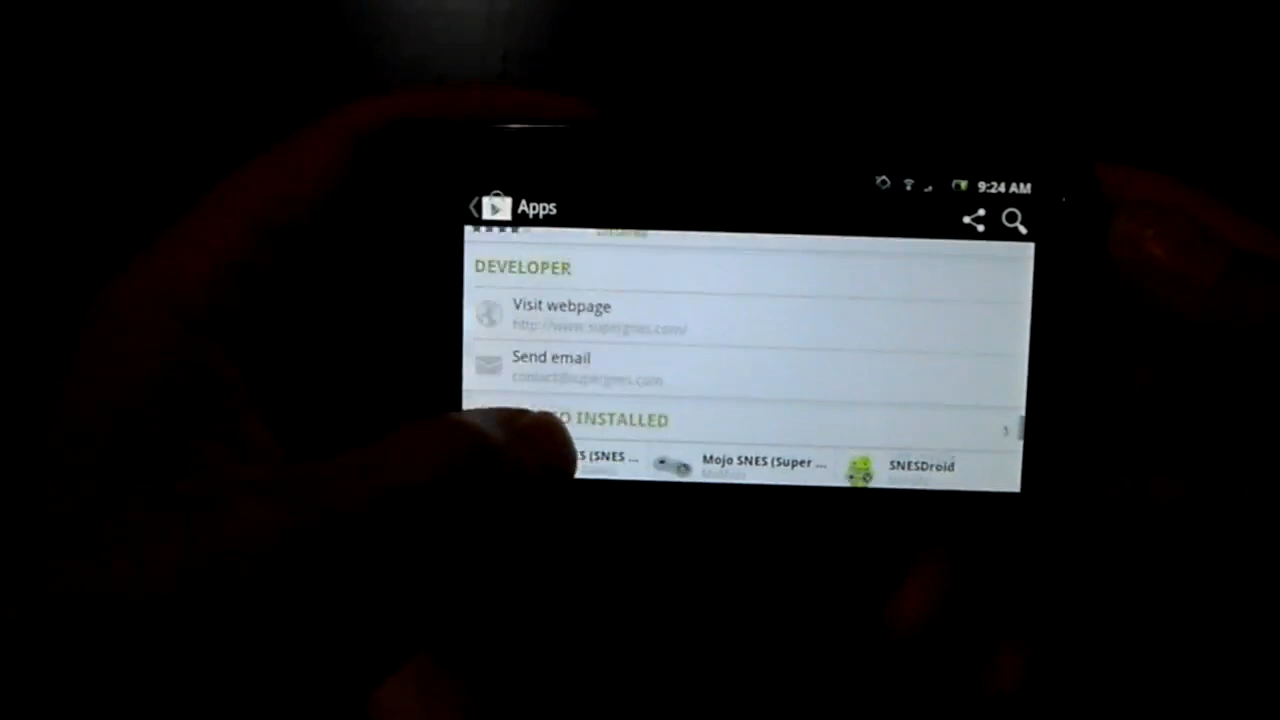 9:24 AM
Apps
DEVELOPER
Visit webpage
http://www.supergnes.com/
Send email
contact@supergnes.com
O INSTALLED
ES (SNES ...
Mojo SNES (Super ...
SNESDroid